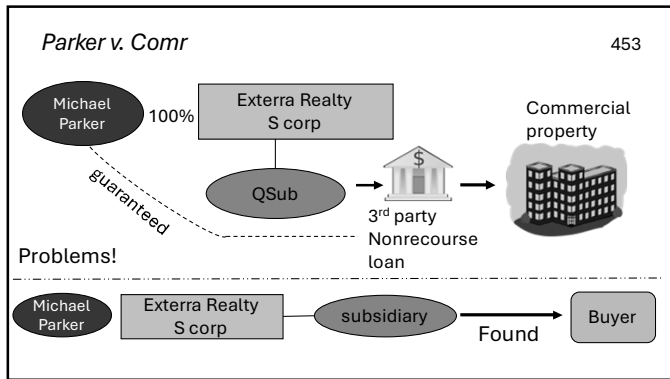 Parker v. Comr
453
Michael
Parker
100%
Exterra Realty
S corp
Commercial
property
guaranteed
QSub
$
3rd party
Nonrecourse
loan
Problems!
Michael
Parker
Exterra Realty
S corp
subsidiary
Found
Buyer